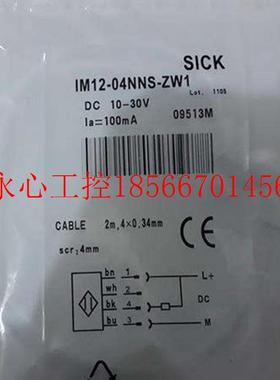 SICK
IM12-04NNS-ZW1
Lot. 1105
DC 10-30V
Ia=100mA 09513M
永心工控18566701456
CABLE 2m,4×0.34mm
scr,4mm
CE
bn 1 L+
wh 2
bk 4 DC
bu 3 M